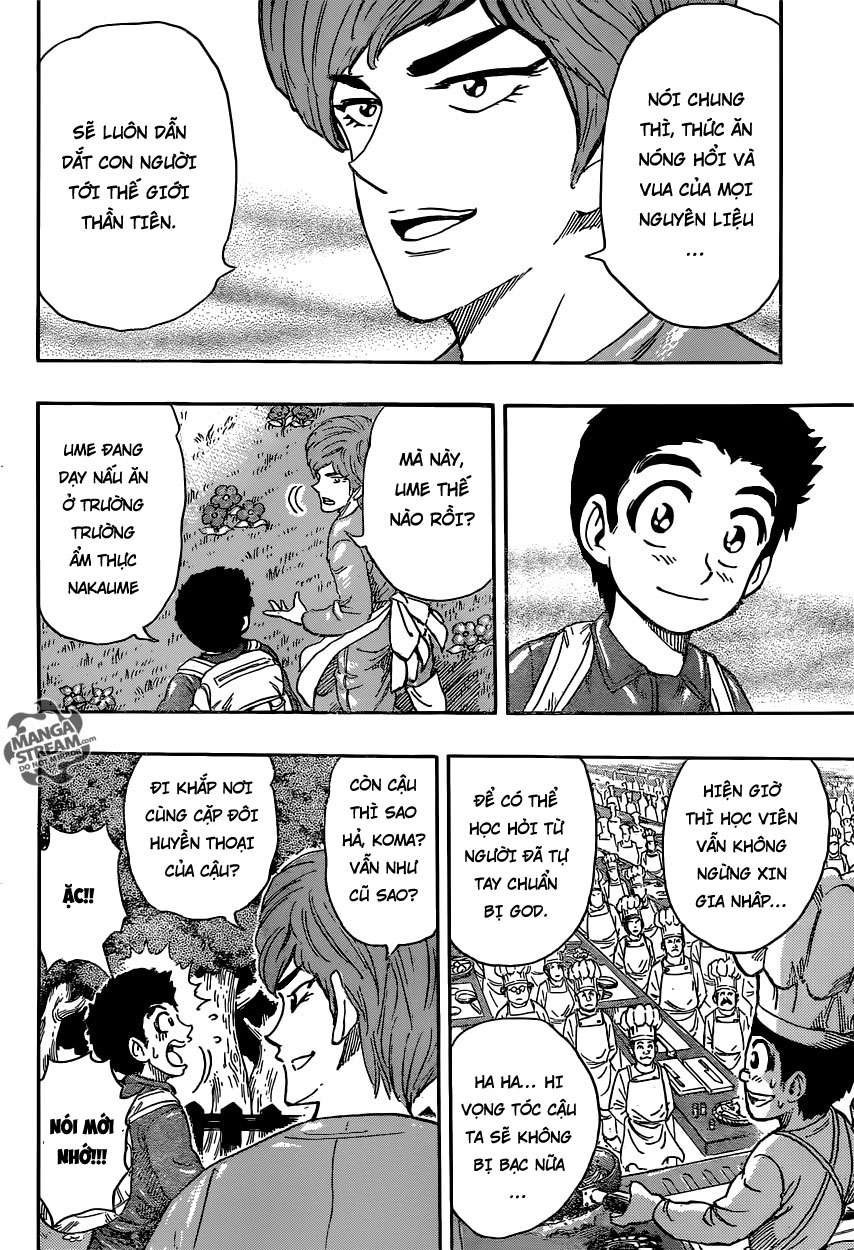 NÓI CHUNG
THÌ, THỨC ĂN
NÓNG HỔI VÀ
VUA CỦA MỌI
NGUYÊN LIỆU
...
SẼ LUÔN DẪN
DẮT CON NGƯỜI
TỚI THẾ GIỚI
THẦN TIÊN.
MÀ NÀY,
UME THẾ
NÀO RỒI?
UME ĐANG
DẠY NẤU ĂN
Ở TRƯỜNG
TRƯỜNG
ẨM THỰC
NAKAUME
HIỆN GIỜ
THÌ HỌC VIÊN
VẪN KHÔNG
NGỪNG XIN
GIA NHÂP...
ĐỂ CÓ THỂ
HỌC HỎI TỪ
NGƯỜI ĐÃ TỰ
TAY CHUẨN
BỊ GOD.
HA HA... HI
VỌNG TÓC CẬU
TA SẼ KHÔNG
BỊ BẠC NỮA
...
CÒN CẬU
THÌ SAO
HẢ, KOMA?
VẪN NHƯ
CŨ SAO?
ĐI KHẮP NƠI
CÙNG CẶP ĐÔI
HUYỀN THOẠI
CỦA CẬU?
ẶC!!
NÓI MỚI
NHỚ!!!
MANGA
STREAM.com
DO NOT MIRROR